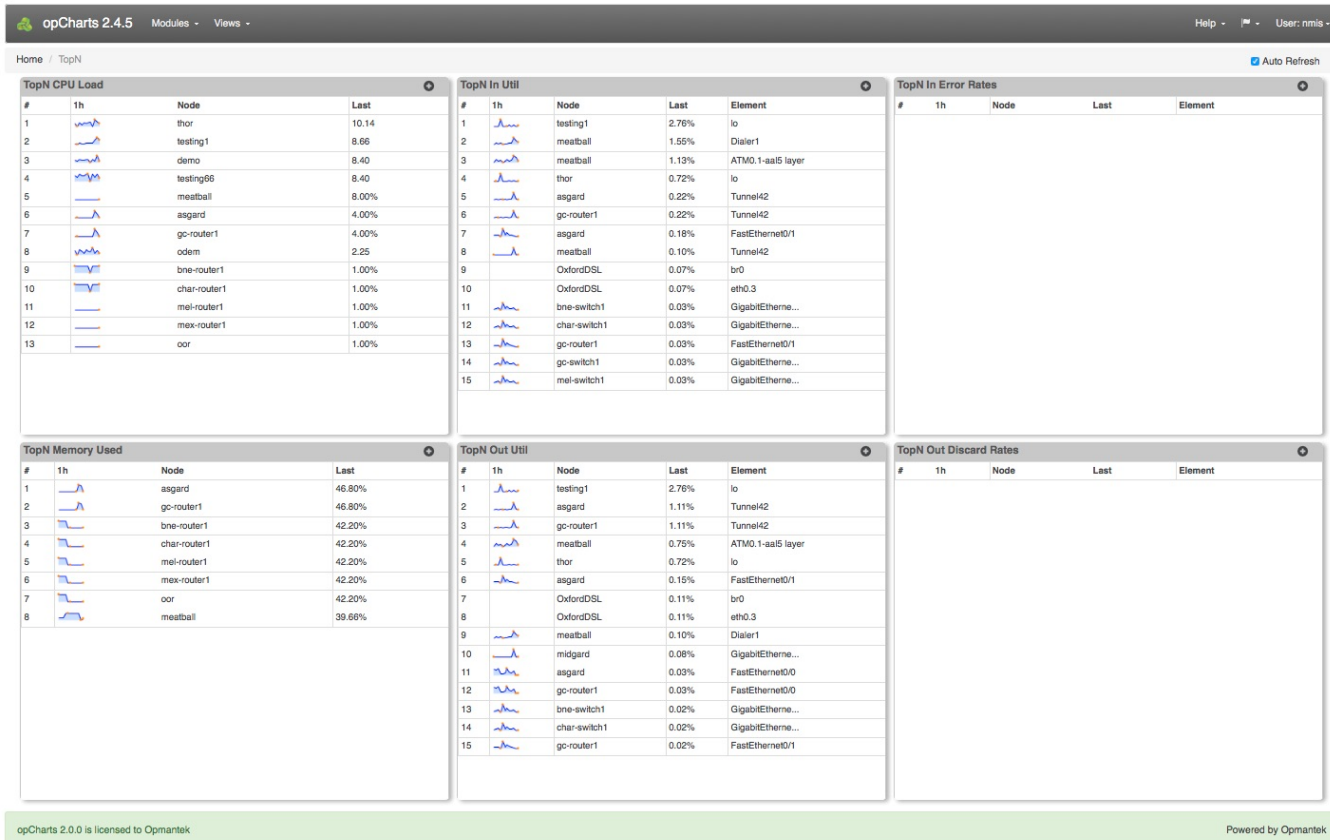 opCharts 2.4.5 Modules Views Help User: nmis
Home / TopN Auto Refresh
TopN CPU Load
# 1h Node Last
1 thor 10.14
2 testing1 8.66
3 demo 8.40
4 testing66 8.40
5 meatball 8.00%
6 asgard 4.00%
7 gc-router1 4.00%
8 odem 2.25
9 bne-router1 1.00%
10 char-router1 1.00%
11 mel-router1 1.00%
12 mex-router1 1.00%
13 oor 1.00%
TopN In Util
# 1h Node Last Element
1 testing1 2.76% lo
2 meatball 1.55% Dialer1
3 meatball 1.13% ATM0.1-aal5 layer
4 thor 0.72% lo
5 asgard 0.22% Tunnel42
6 gc-router1 0.22% Tunnel42
7 asgard 0.18% FastEthernet0/1
8 meatball 0.10% Tunnel42
9 OxfordDSL 0.07% br0
10 OxfordDSL 0.07% eth0.3
11 bne-switch1 0.03% GigabitEtherne...
12 char-switch1 0.03% GigabitEtherne...
13 gc-router1 0.03% FastEthernet0/1
14 gc-switch1 0.03% GigabitEtherne...
15 mel-switch1 0.03% GigabitEtherne...
TopN In Error Rates
# 1h Node Last Element
TopN Memory Used
# 1h Node Last
1 asgard 46.80%
2 gc-router1 46.80%
3 bne-router1 42.20%
4 char-router1 42.20%
5 mel-router1 42.20%
6 mex-router1 42.20%
7 oor 42.20%
8 meatball 39.66%
TopN Out Util
# 1h Node Last Element
1 testing1 2.76% lo
2 asgard 1.11% Tunnel42
3 gc-router1 1.11% Tunnel42
4 meatball 0.75% ATM0.1-aal5 layer
5 thor 0.72% lo
6 asgard 0.15% FastEthernet0/1
7 OxfordDSL 0.11% br0
8 OxfordDSL 0.11% eth0.3
9 meatball 0.10% Dialer1
10 midgard 0.08% GigabitEtherne...
11 asgard 0.03% FastEthernet0/0
12 gc-router1 0.03% FastEthernet0/0
13 bne-switch1 0.02% GigabitEtherne...
14 char-switch1 0.02% GigabitEtherne...
15 gc-router1 0.02% FastEthernet0/1
TopN Out Discard Rates
# 1h Node Last Element
opCharts 2.0.0 is licensed to Opmantek Powered by Opmantek